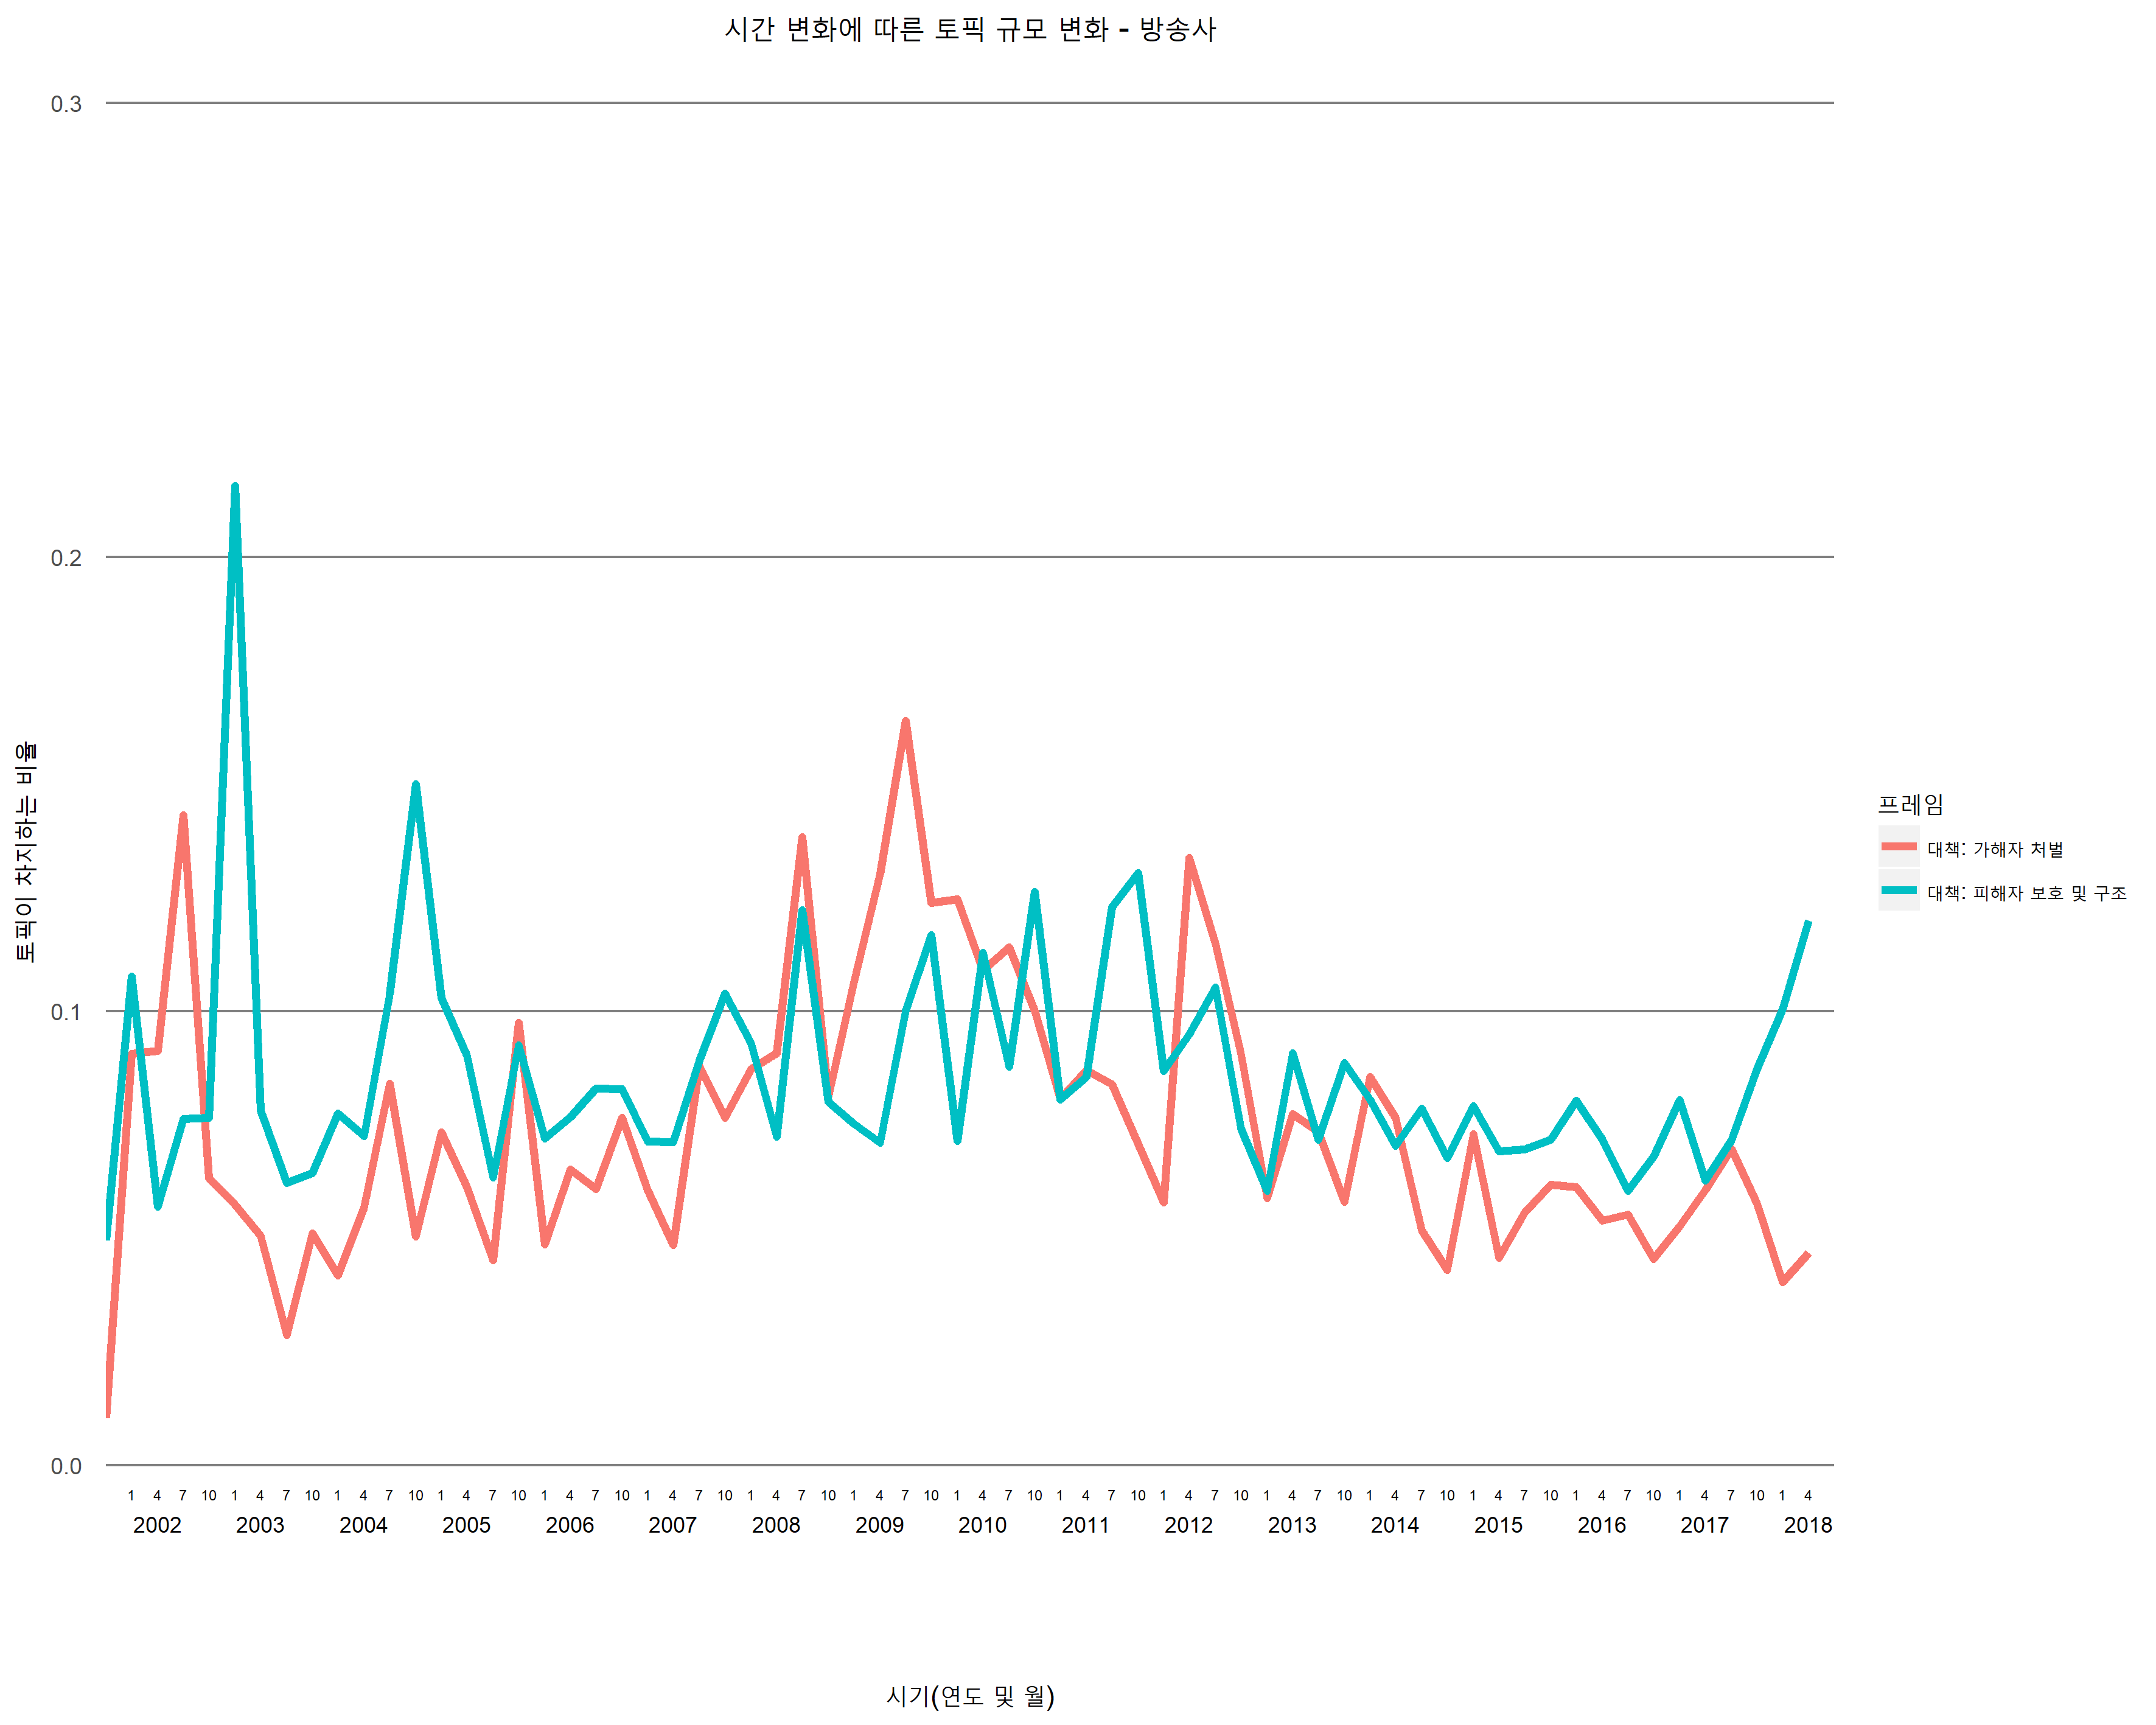 시간 변화에 따른 토픽 규모 변화 - 방송사
0.3
0.2
0.1
0.0
토픽이 차지하는 비율
프레임
대책: 가해자 처벌
대책: 피해자 보호 및 구조
1 4 7 10 1 4 7 10 1 4 7 10 1 4 7 10 1 4 7 10 1 4 7 10 1 4 7 10 1 4 7 10 1 4 7 10 1 4 7 10 1 4 7 10 1 4 7 10 1 4 7 10 1 4 7 10 1 4 7 10 1 4 7 10 1 4
2002 2003 2004 2005 2006 2007 2008 2009 2010 2011 2012 2013 2014 2015 2016 2017 2018
시기(연도 및 월)